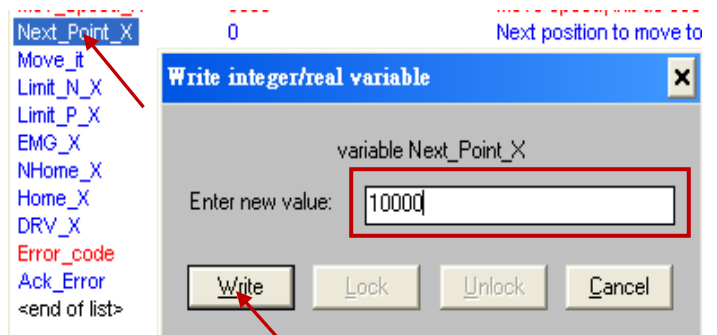 Next_Point_X 0 Next position to move to
Move_it
Limit_N_X
Limit_P_X
EMG_X
NHome_X
Home_X
DRV_X
Error_code
Ack_Error
<end of list>
Write integer/real variable
variable Next_Point_X
Enter new value: 10000
Write Lock Unlock Cancel